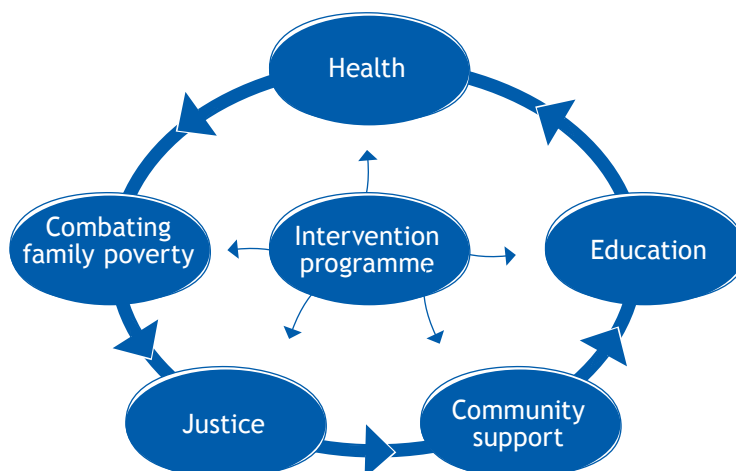 Health
Combating
family poverty
Intervention
programme
Education
Justice
Community
support